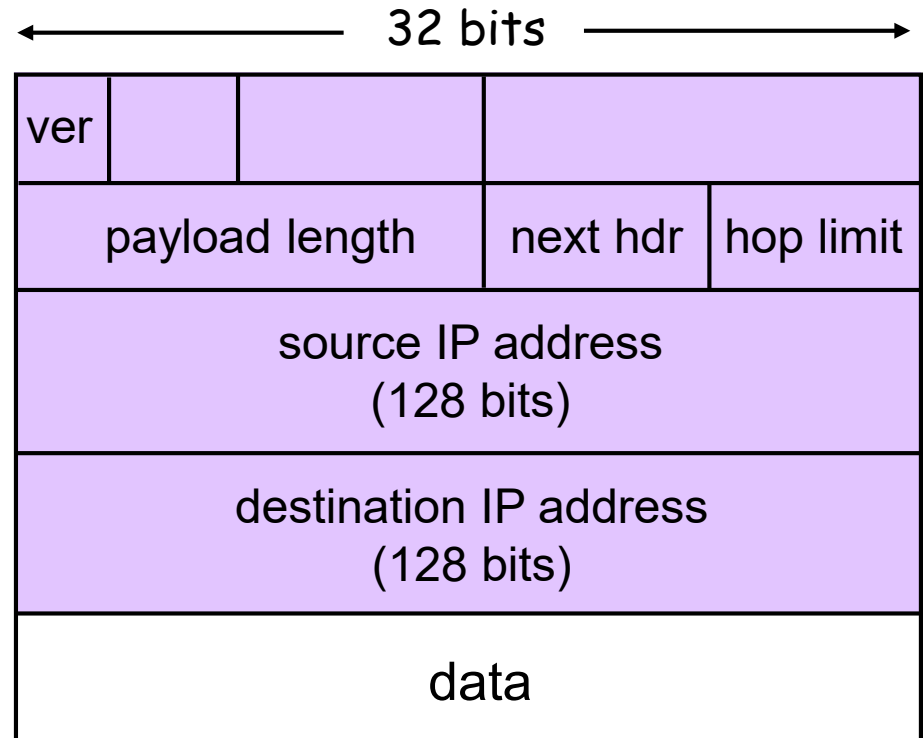 32 bits
ver
payload length next hdr hop limit
source IP address
(128 bits)
destination IP address
(128 bits)
data